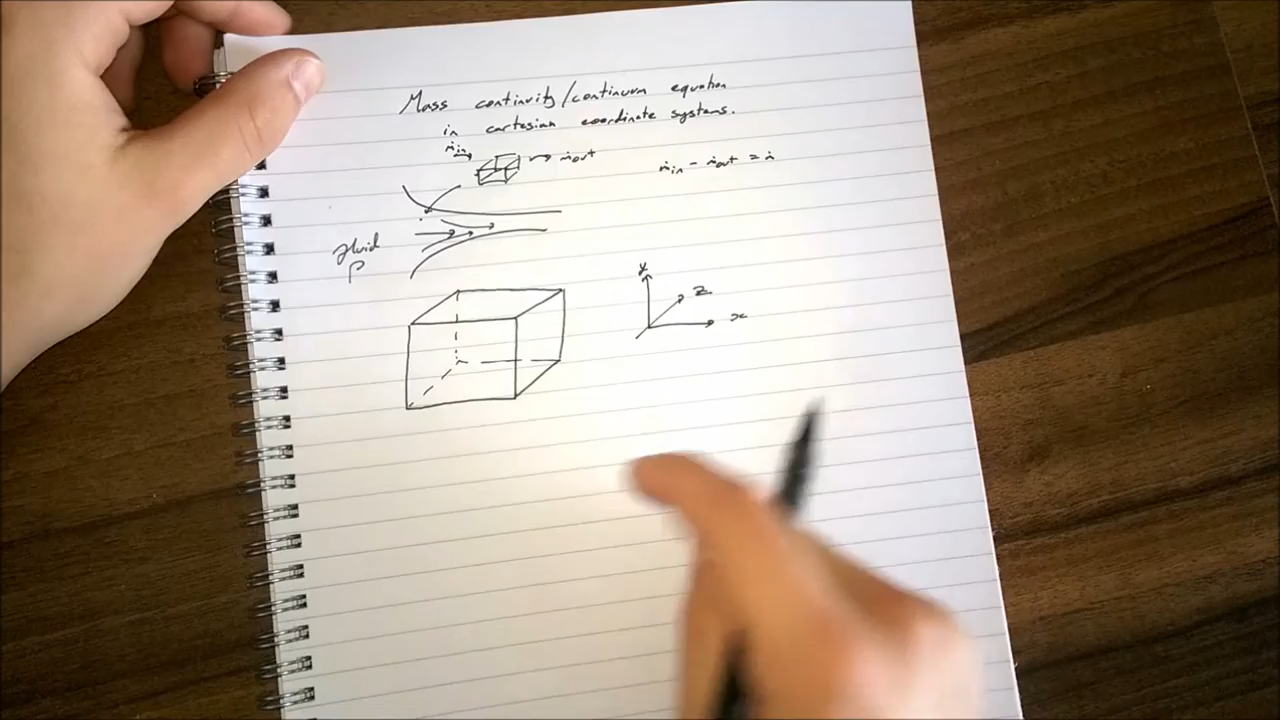 Mass continuity/continuum equation
in cartesian coordinate systems.
ṁin
ṁout
ṁin - ṁout = ṁ
fluid
ρ
y
z
x